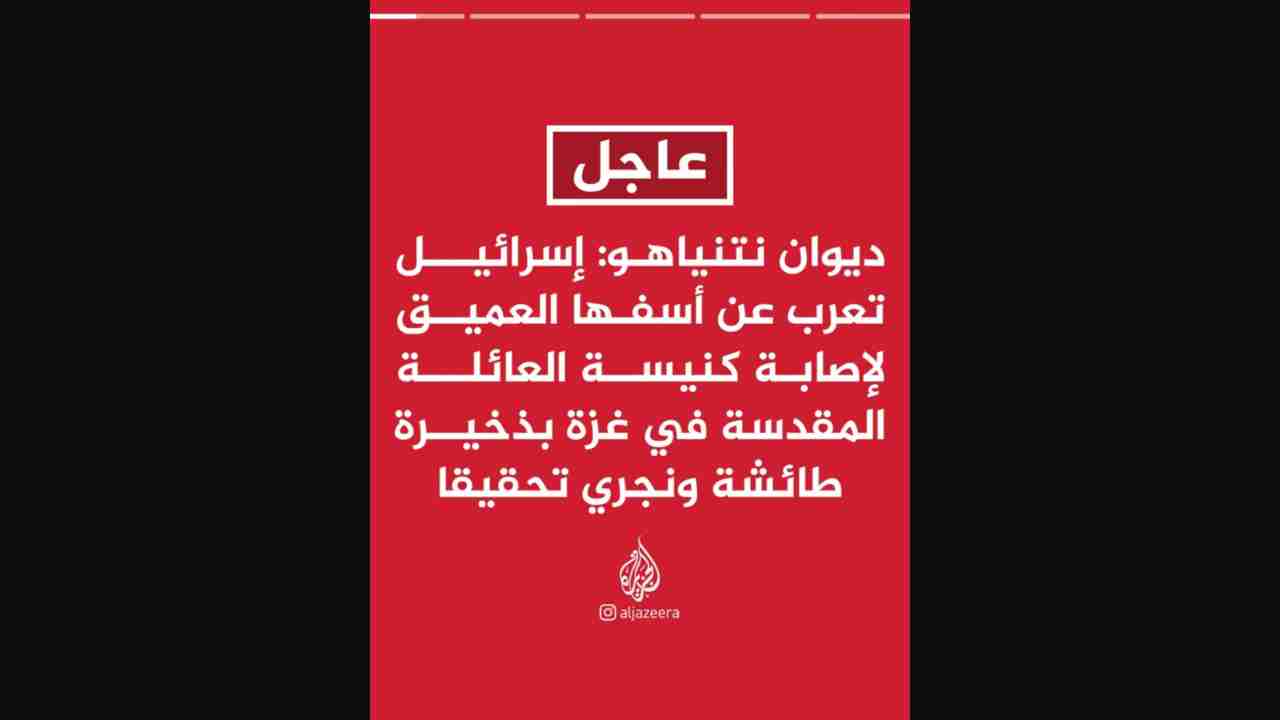 عاجل
ديوان نتنياهو: إسرائيل
تعرب عن أسفها العميق
لإصابة كنيسة العائلة
المقدسة في غزة بذخيرة
طائشة ونجري تحقيقا
الجزيرة
aljazeera